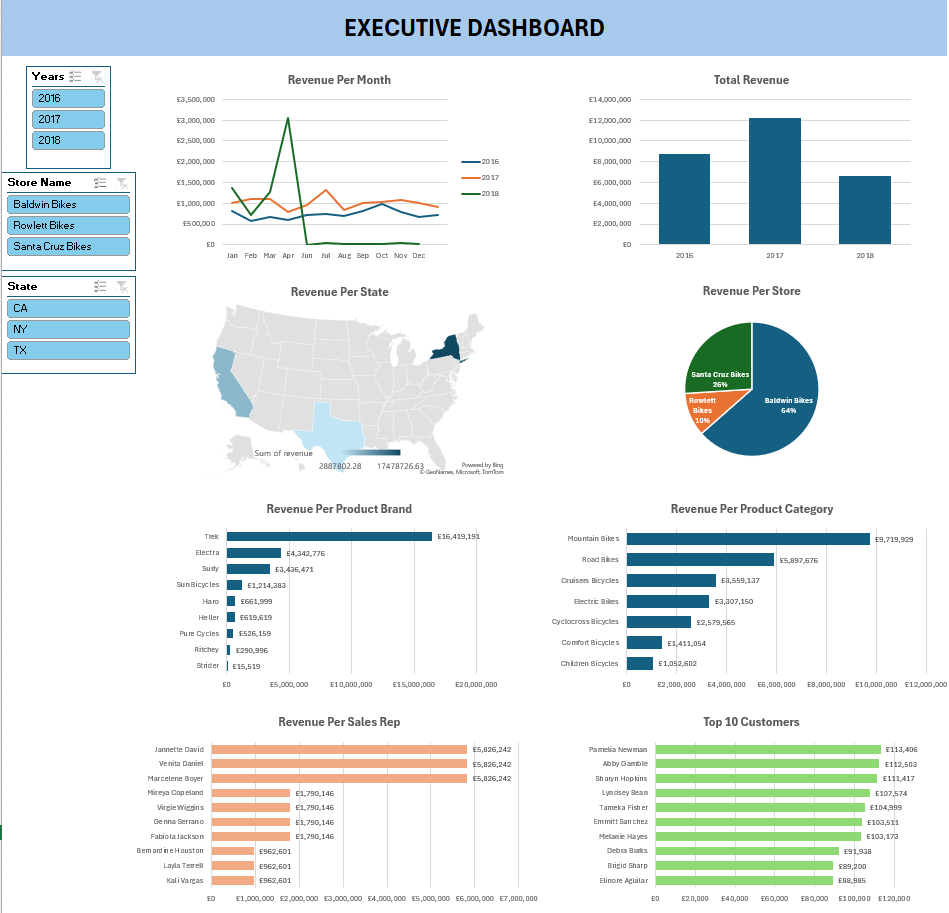 EXECUTIVE DASHBOARD
Years
2016
2017
2018
Store Name
Baldwin Bikes
Rowlett Bikes
Santa Cruz Bikes
State
CA
NY
TX
Revenue Per Month
£3,500,000
£3,000,000
£2,500,000
£2,000,000
£1,500,000
£1,000,000
£500,000
£0
Jan Feb Mar Apr Jun Jul Aug Sep Oct Nov Dec
2016
2017
2018
Total Revenue
£14,000,000
£12,000,000
£10,000,000
£8,000,000
£6,000,000
£4,000,000
£2,000,000
£0
2016 2017 2018
Revenue Per State
Sum of revenue
2887802.28 17478726.63
Powered by Bing
© GeoNames, Microsoft, TomTom
Revenue Per Store
Santa Cruz Bikes
26%
Rowlett
Bikes
10%
Baldwin Bikes
64%
Revenue Per Product Brand
Trek £16,419,191
Electra £4,342,776
Surly £3,436,471
Sun Bicycles £1,214,383
Haro £661,999
Heller £619,619
Pure Cycles £526,159
Ritchey £290,996
Strider £15,519
£0 £5,000,000 £10,000,000 £15,000,000 £20,000,000
Revenue Per Product Category
Mountain Bikes £9,719,929
Road Bikes £5,897,676
Cruisers Bicycles £3,559,137
Electric Bikes £3,307,150
Cyclocross Bicycles £2,579,565
Comfort Bicycles £1,411,054
Children Bicycles £1,052,602
£0 £2,000,000 £4,000,000 £6,000,000 £8,000,000 £10,000,000 £12,000,000
Revenue Per Sales Rep
Jannette David £5,826,242
Venita Daniel £5,826,242
Marcelene Boyer £5,826,242
Mireya Copeland £1,790,146
Virgie Wiggins £1,790,146
Genna Serrano £1,790,146
Fabiola Jackson £1,790,146
Bernardine Houston £962,601
Layla Terrell £962,601
Kali Vargas £962,601
£0 £1,000,000 £2,000,000 £3,000,000 £4,000,000 £5,000,000 £6,000,000 £7,000,000
Top 10 Customers
Pamelia Newman £113,406
Abby Gamble £112,503
Sharyn Hopkins £111,417
Lyndsey Bean £107,574
Tameka Fisher £104,999
Emmitt Sanchez £103,511
Melanie Hayes £103,173
Debra Burks £91,938
Brigid Sharp £89,200
Elinore Aguilar £88,985
£0 £20,000 £40,000 £60,000 £80,000 £100,000 £120,000